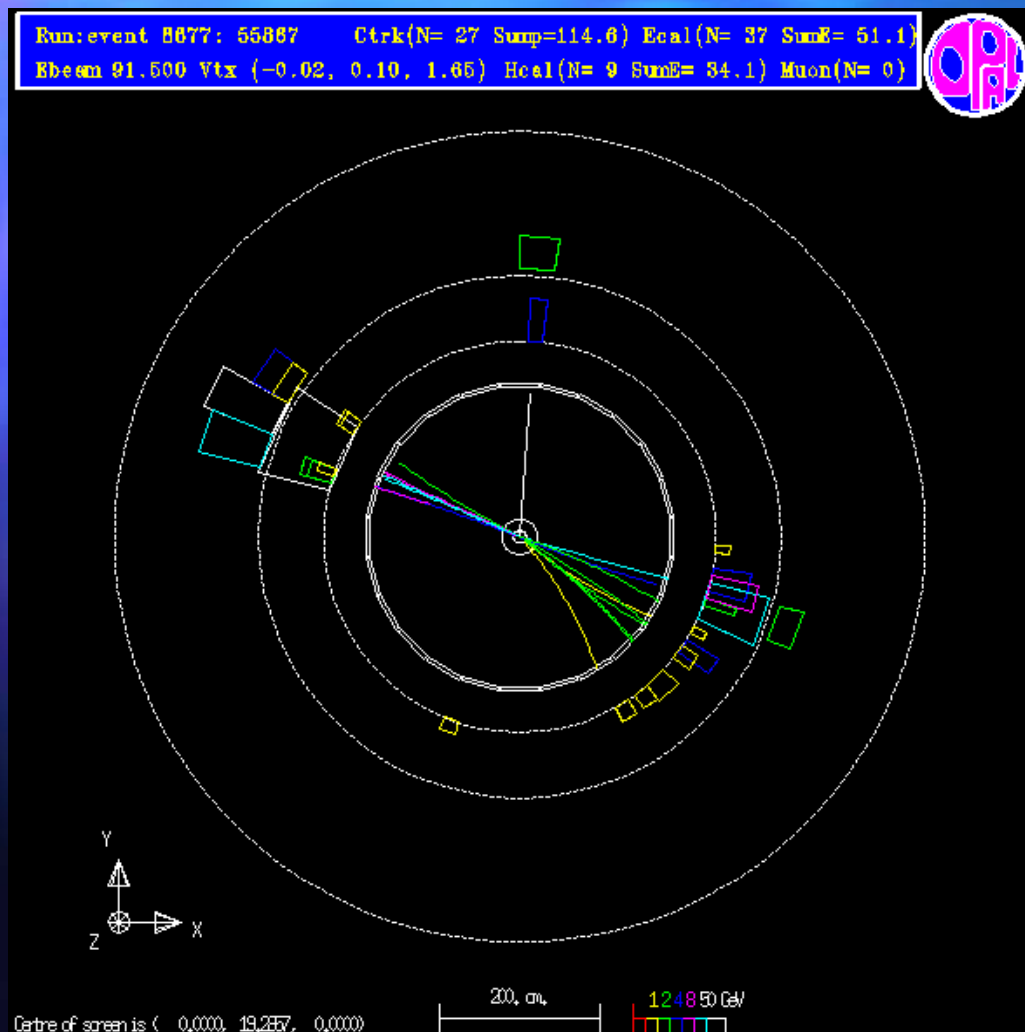 Run:event 8677: 55867 Ctrk(N= 27 Sump=114.6) Ecal(N= 37 SumE= 51.1)
Ebeam 91.500 Vtx (-0.02, 0.10, 1.65) Hcal(N= 9 SumE= 34.1) Muon(N= 0)
OPAL
Y
X
Z
200. cm.
1 2 4 8 50 GeV
Centre of screen is ( 0.0000, 0.0000)